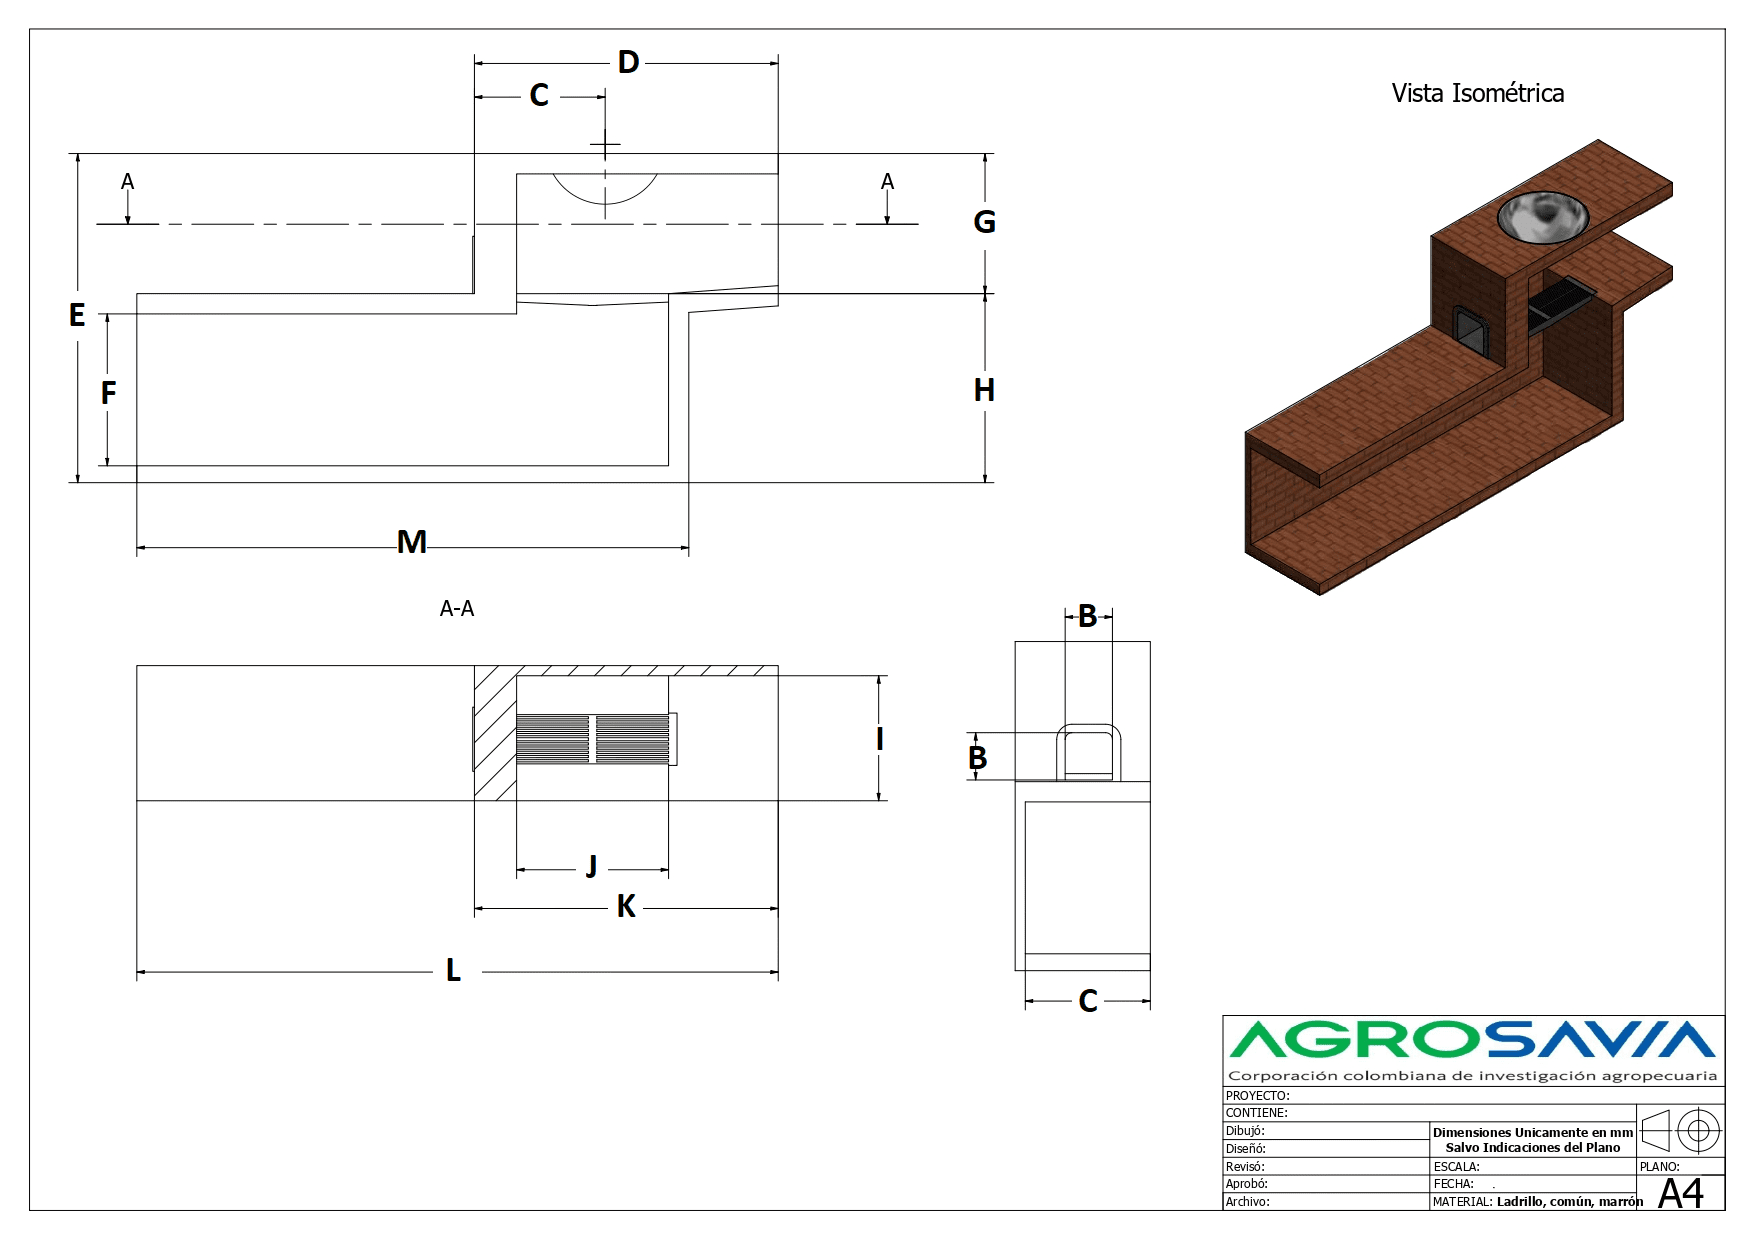 D
C
Vista Isométrica
A
A
G
E
F
H
M
A-A
B
I
B
J
K
L
C
AGROSAVIA
Corporación colombiana de investigación agropecuaria
PROYECTO:
CONTIENE:
Dibujó:
Dimensiones Unicamente en mm
Diseñó:
Salvo Indicaciones del Plano
Revisó:
ESCALA:
PLANO:
Aprobó:
FECHA: .
A4
Archivo:
MATERIAL: Ladrillo, común, marrón